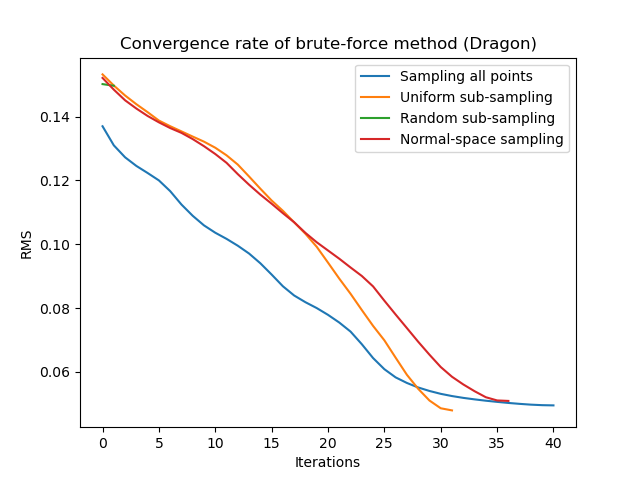 Convergence rate of brute-force method (Dragon)
Sampling all points
Uniform sub-sampling
Random sub-sampling
Normal-space sampling
0.14
0.12
0.10
0.08
0.06
RMS
0 5 10 15 20 25 30 35 40
Iterations